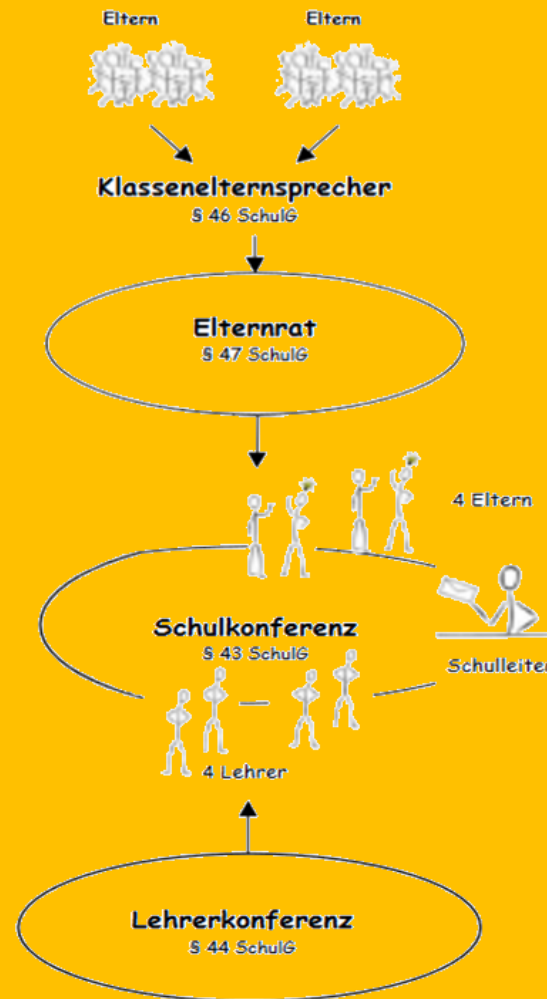 Eltern Eltern
Klassenelternsprecher
§ 46 SchulG
Elternrat
§ 47 SchulG
4 Eltern
Schulkonferenz
§ 43 SchulG
Schulleiter
4 Lehrer
Lehrerkonferenz
§ 44 SchulG